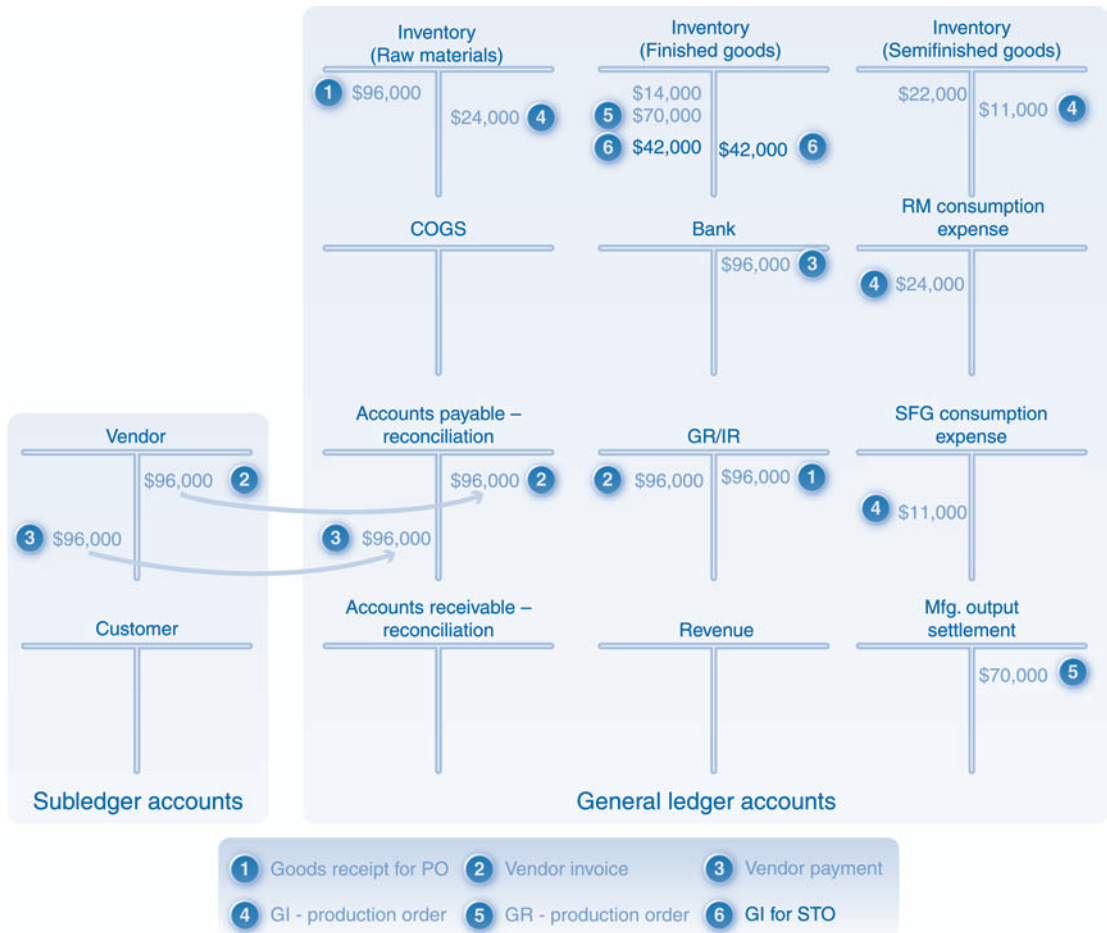 Inventory
(Raw materials)
Inventory
(Finished goods)
Inventory
(Semifinished goods)
1 $96,000
$24,000 4
$14,000
5 $70,000
6 $42,000 $42,000 6
$22,000
$11,000 4
COGS
Bank
$96,000 3
RM consumption
expense
4 $24,000
Vendor
$96,000 2
3 $96,000
Accounts payable –
reconciliation
$96,000 2
3 $96,000
GR/IR
2 $96,000 $96,000 1
SFG consumption
expense
4 $11,000
Customer
Accounts receivable –
reconciliation
Revenue
Mfg. output
settlement
$70,000 5
Subledger accounts
General ledger accounts
1 Goods receipt for PO 2 Vendor invoice 3 Vendor payment
4 GI - production order 5 GR - production order 6 GI for STO